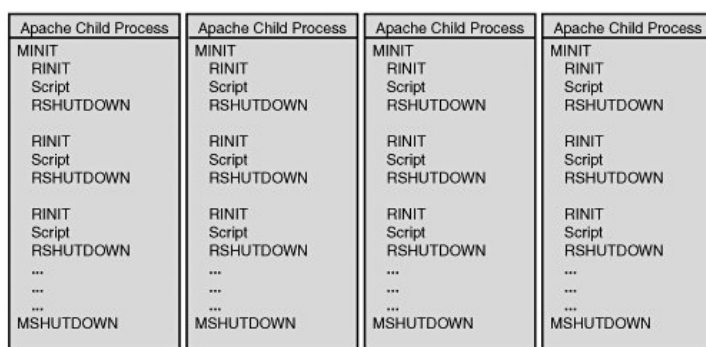 Apache Child Process
MINIT
RINIT
Script
RSHUTDOWN
RINIT
Script
RSHUTDOWN
RINIT
Script
RSHUTDOWN
...
...
...
MSHUTDOWN
Apache Child Process
MINIT
RINIT
Script
RSHUTDOWN
RINIT
Script
RSHUTDOWN
RINIT
Script
RSHUTDOWN
...
...
...
MSHUTDOWN
Apache Child Process
MINIT
RINIT
Script
RSHUTDOWN
RINIT
Script
RSHUTDOWN
RINIT
Script
RSHUTDOWN
...
...
...
MSHUTDOWN
Apache Child Process
MINIT
RINIT
Script
RSHUTDOWN
RINIT
Script
RSHUTDOWN
RINIT
Script
RSHUTDOWN
...
...
...
MSHUTDOWN